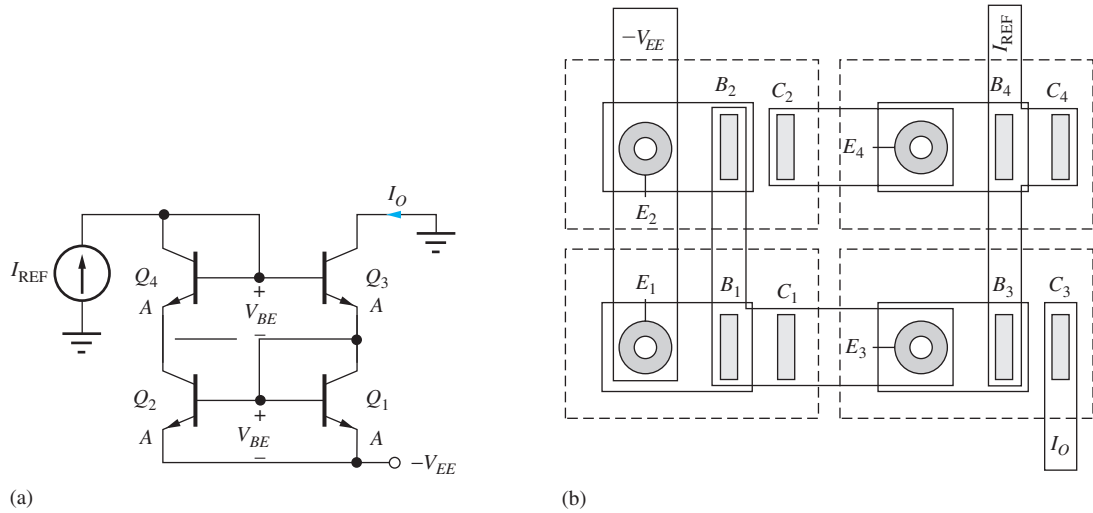 I_O
I_REF
Q_4
Q_3
A
+
A
V_BE
−
Q_2
Q_1
+
A
V_BE
A
−
−V_EE
(a)
−V_EE
I_REF
B_2
C_2
B_4
C_4
E_4
E_2
E_1
B_1
C_1
B_3
C_3
E_3
I_O
(b)